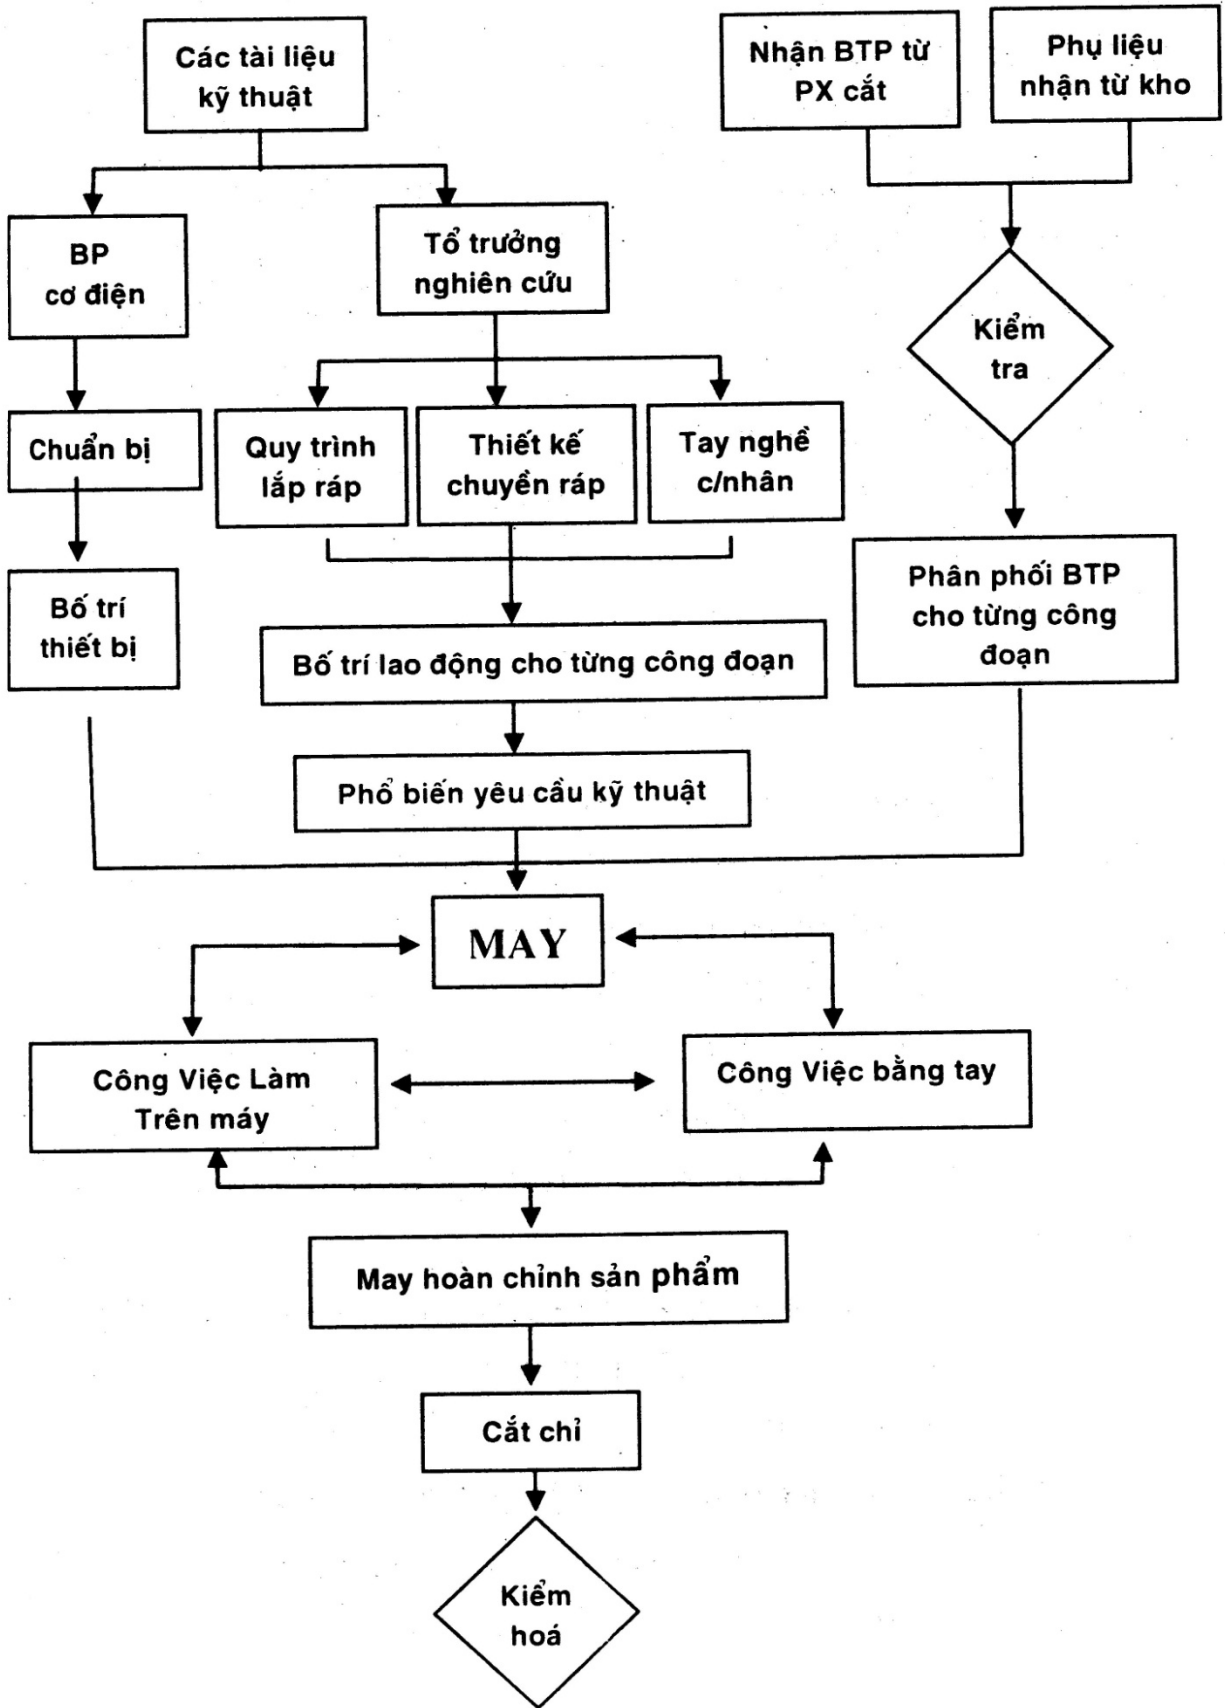 Các tài liệu
kỹ thuật
Nhận BTP từ
PX cắt
Phụ liệu
nhận từ kho
BP
cơ điện
Tổ trưởng
nghiên cứu
Kiểm
tra
Chuẩn bị
Quy trình
lắp ráp
Thiết kế
chuyền ráp
Tay nghề
c/nhân
Bố trí
thiết bị
Phân phối BTP
cho từng công
đoạn
Bố trí lao động cho từng công đoạn
Phổ biến yêu cầu kỹ thuật
MAY
Công Việc Làm
Trên máy
Công Việc bằng tay
May hoàn chỉnh sản phẩm
Cắt chỉ
Kiểm
hoá